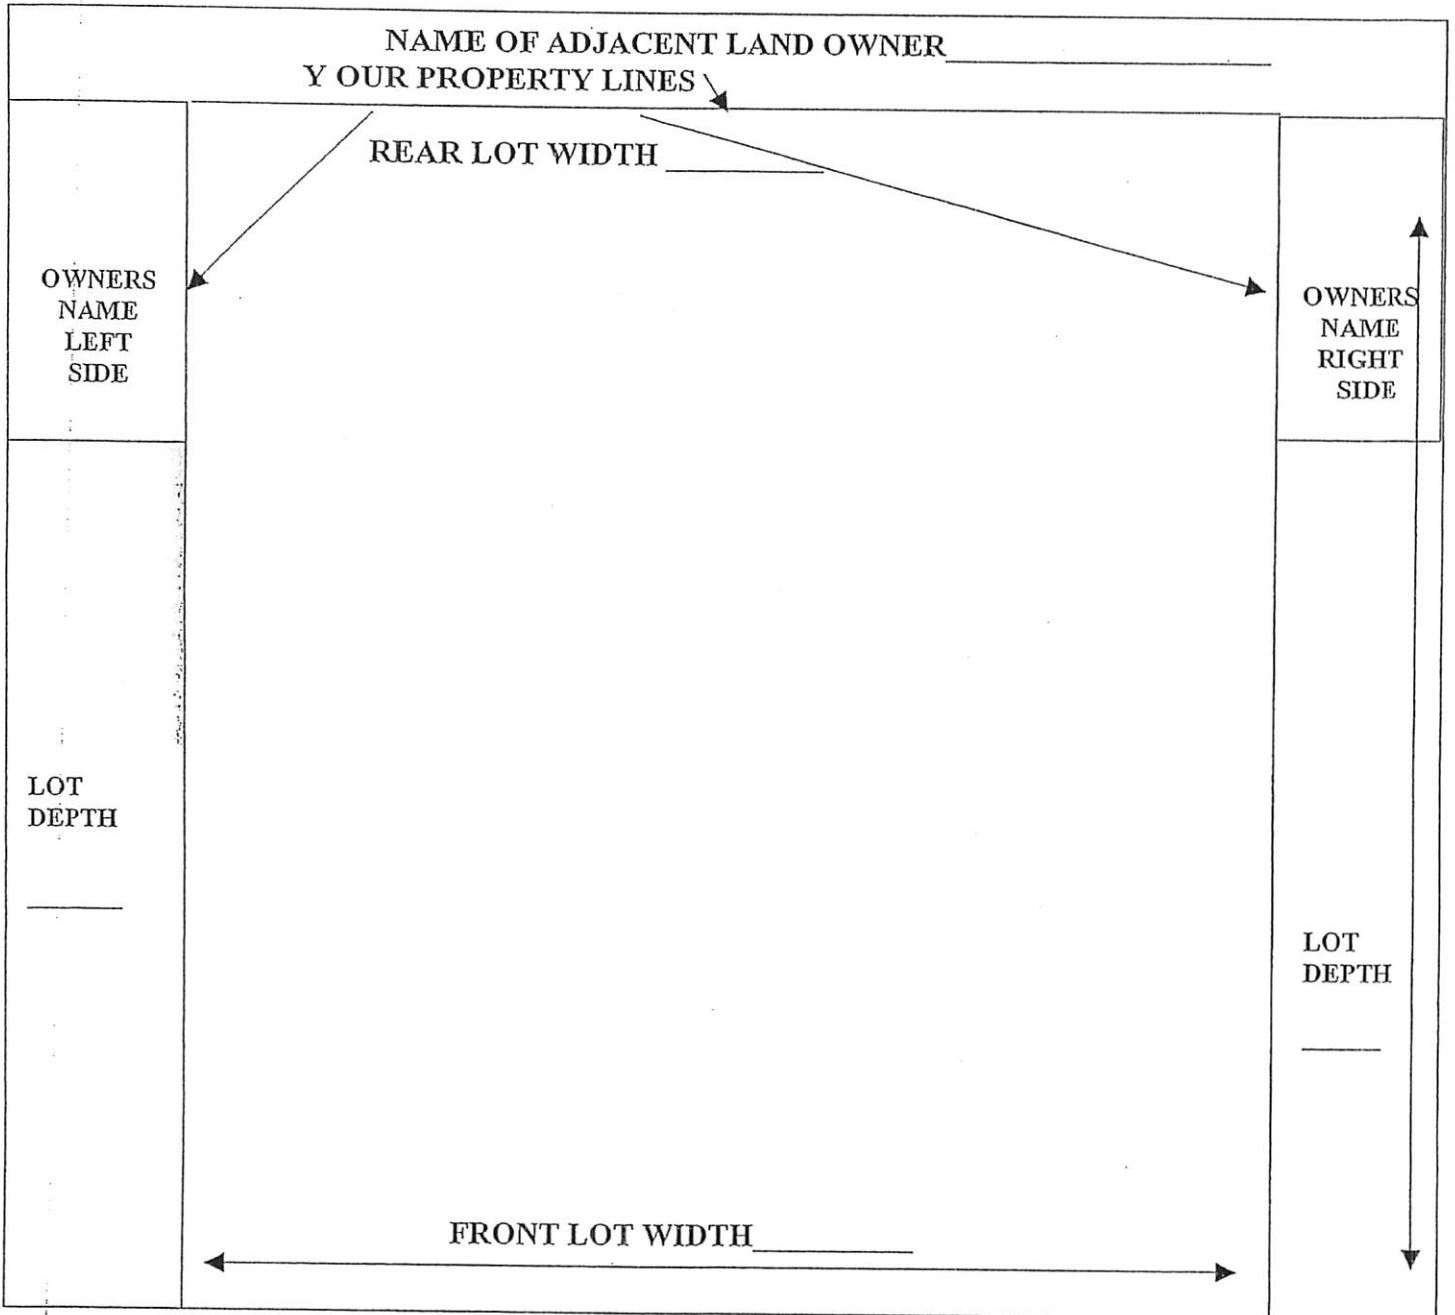 NAME OF ADJACENT LAND OWNER
Y OUR PROPERTY LINES
REAR LOT WIDTH
OWNERS
NAME
LEFT
SIDE
OWNERS
NAME
RIGHT
SIDE
LOT
DEPTH
LOT
DEPTH
FRONT LOT WIDTH